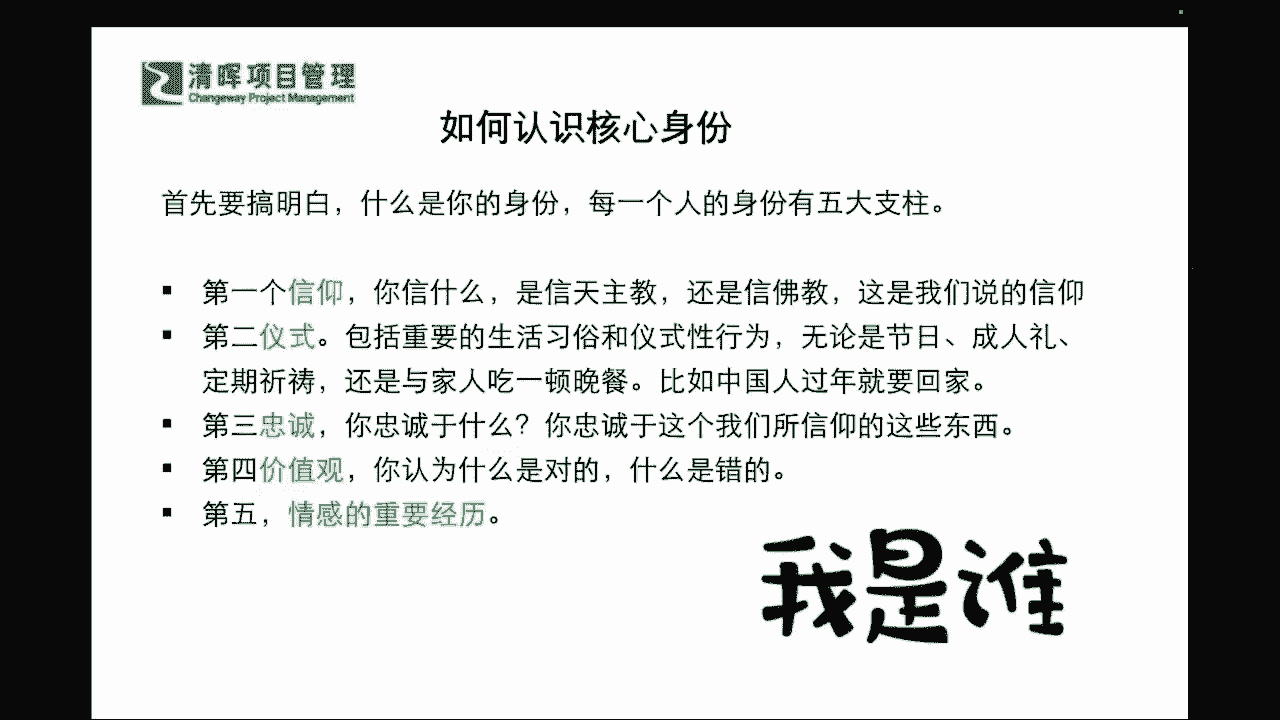 清晖项目管理
Changeway Project Management
如何认识核心身份
首先要搞明白，什么是你的身份，每一个人的身份有五大支柱。
▪ 第一个信仰，你信什么，是信天主教，还是信佛教，这是我们说的信仰
▪ 第二仪式。包括重要的生活习俗和仪式性行为，无论是节日、成人礼、
定期祈祷，还是与家人吃一顿晚餐。比如中国人过年就要回家。
▪ 第三忠诚，你忠诚于什么？你忠诚于这个我们所信仰的这些东西。
▪ 第四价值观，你认为什么是对的，什么是错的。
▪ 第五，情感的重要经历。
我是谁